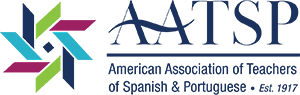 AATSP
American Association of Teachers
of Spanish & Portuguese • Est. 1917